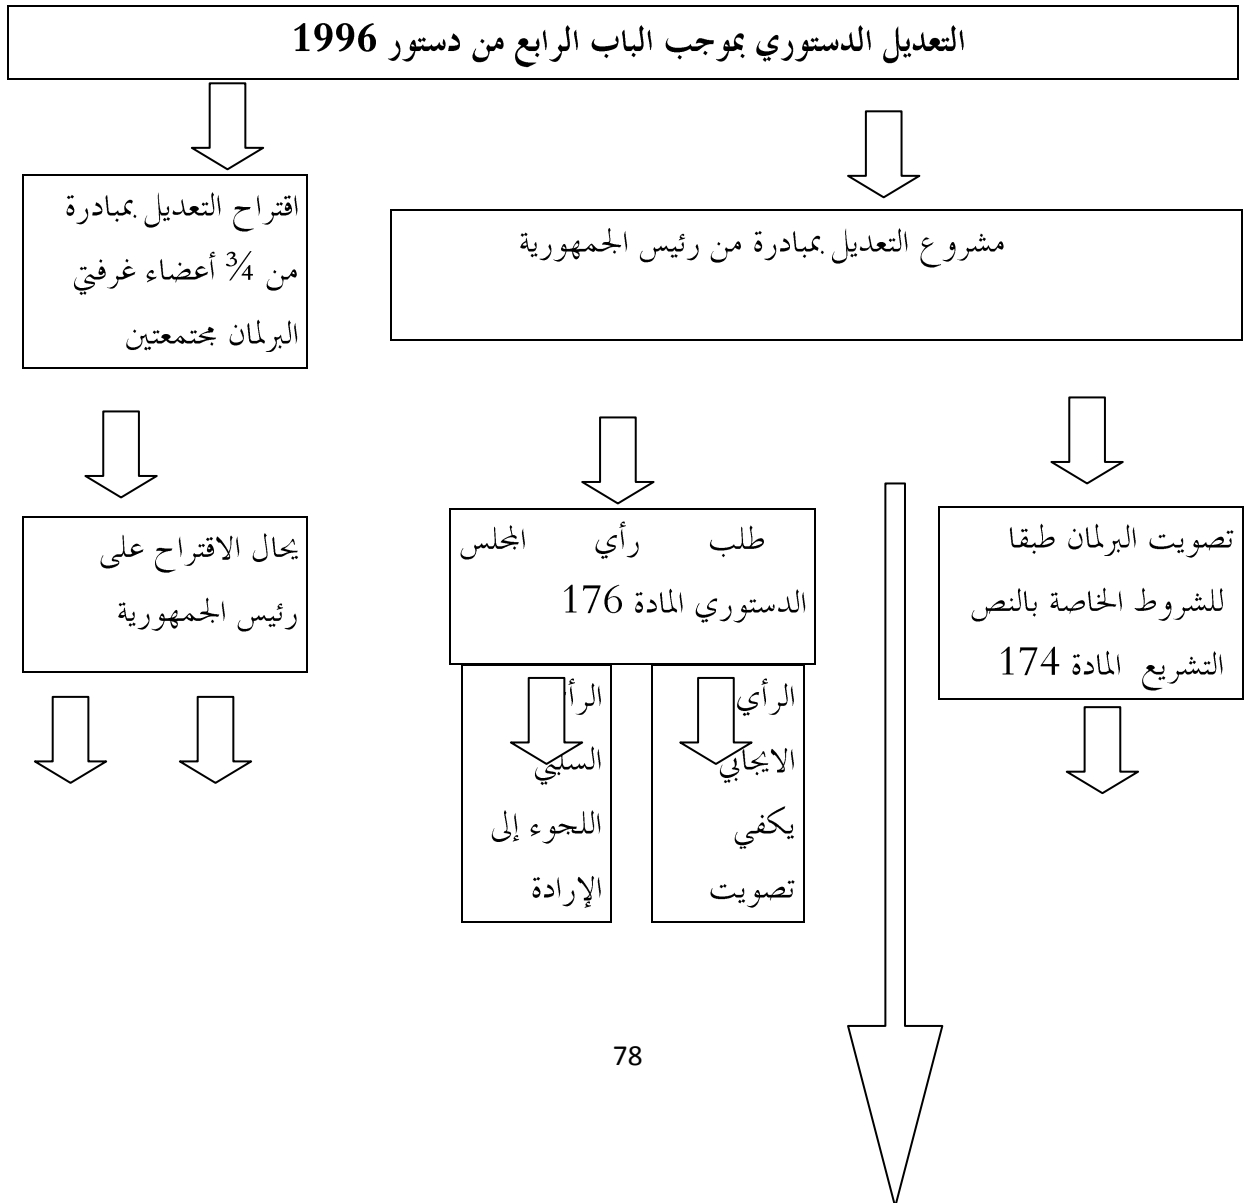 التعديل الدستوري بموجب الباب الرابع من دستور 1996
مشروع التعديل بمبادرة من رئيس الجمهورية
اقتراح التعديل بمبادرة
من ¾ أعضاء غرفتي
البرلمان مجتمعتين
تصويت البرلمان طبقا
للشروط الخاصة بالنص
التشريع المادة 174
طلب رأي المجلس
الدستوري المادة 176
يحال الاقتراح على
رئيس الجمهورية
الرأي
الايجابي
يكفي
تصويت
السلبي
اللجوء إلى
الإرادة
78